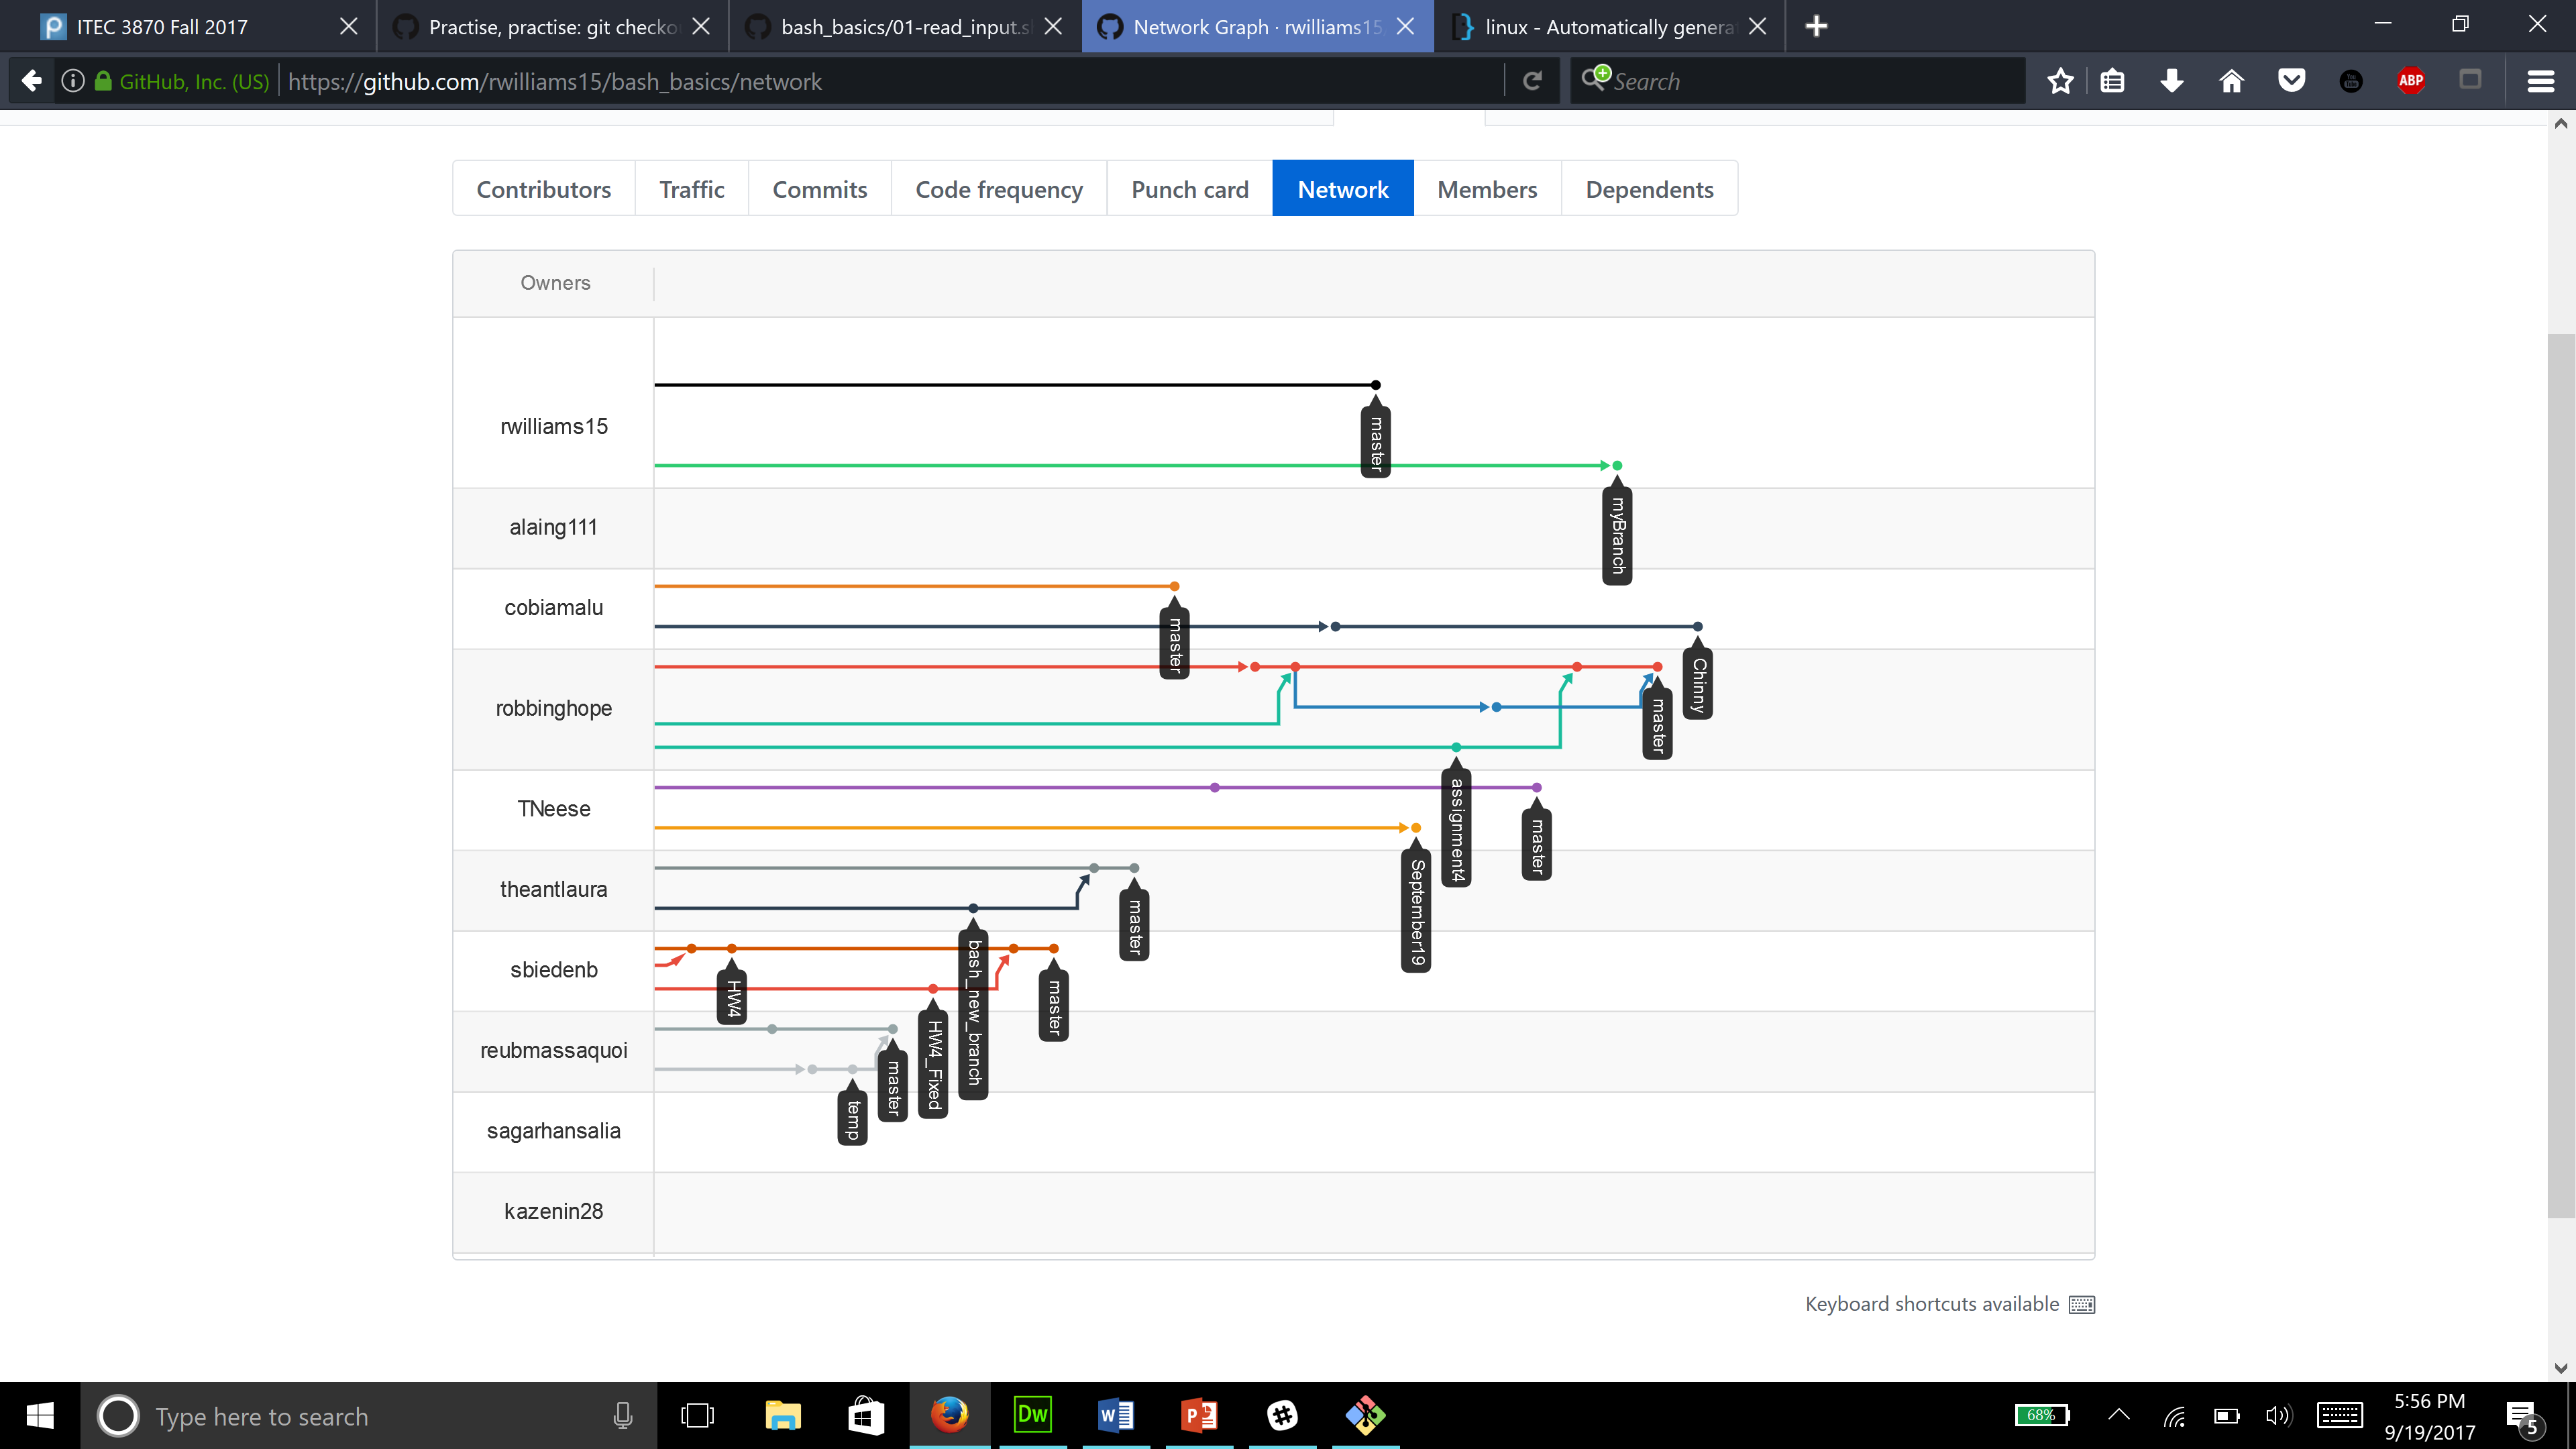 ITEC 3870 Fall 2017
Practise, practise: git checko
bash_basics/01-read_input.s
Network Graph · rwilliams15
linux - Automatically genera
GitHub, Inc. (US)
https://github.com/rwilliams15/bash_basics/network
Search
ABP
Contributors
Traffic
Commits
Code frequency
Punch card
Network
Members
Dependents
Owners
rwilliams15
master
myBranch
alaing111
cobiamalu
master
Chinny
robbinghope
master
assignment4
TNeese
master
September19
theantlaura
master
bash_new_branch
sbiedenb
HW4
master
HW4_Fixed
reubmassaquoi
master
temp
sagarhansalia
kazenin28
Keyboard shortcuts available
Type here to search
Dw
W
P
68%
5:56 PM
9/19/2017
5